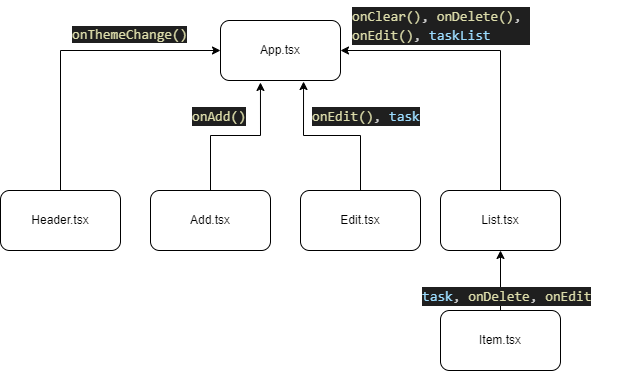 onClear(), onDelete(),
onThemeChange()
onEdit(), taskList
App.tsx
onAdd()
onEdit(), task
Header.tsx
Add.tsx
Edit.tsx
List.tsx
task, onDelete, onEdit
Item.tsx